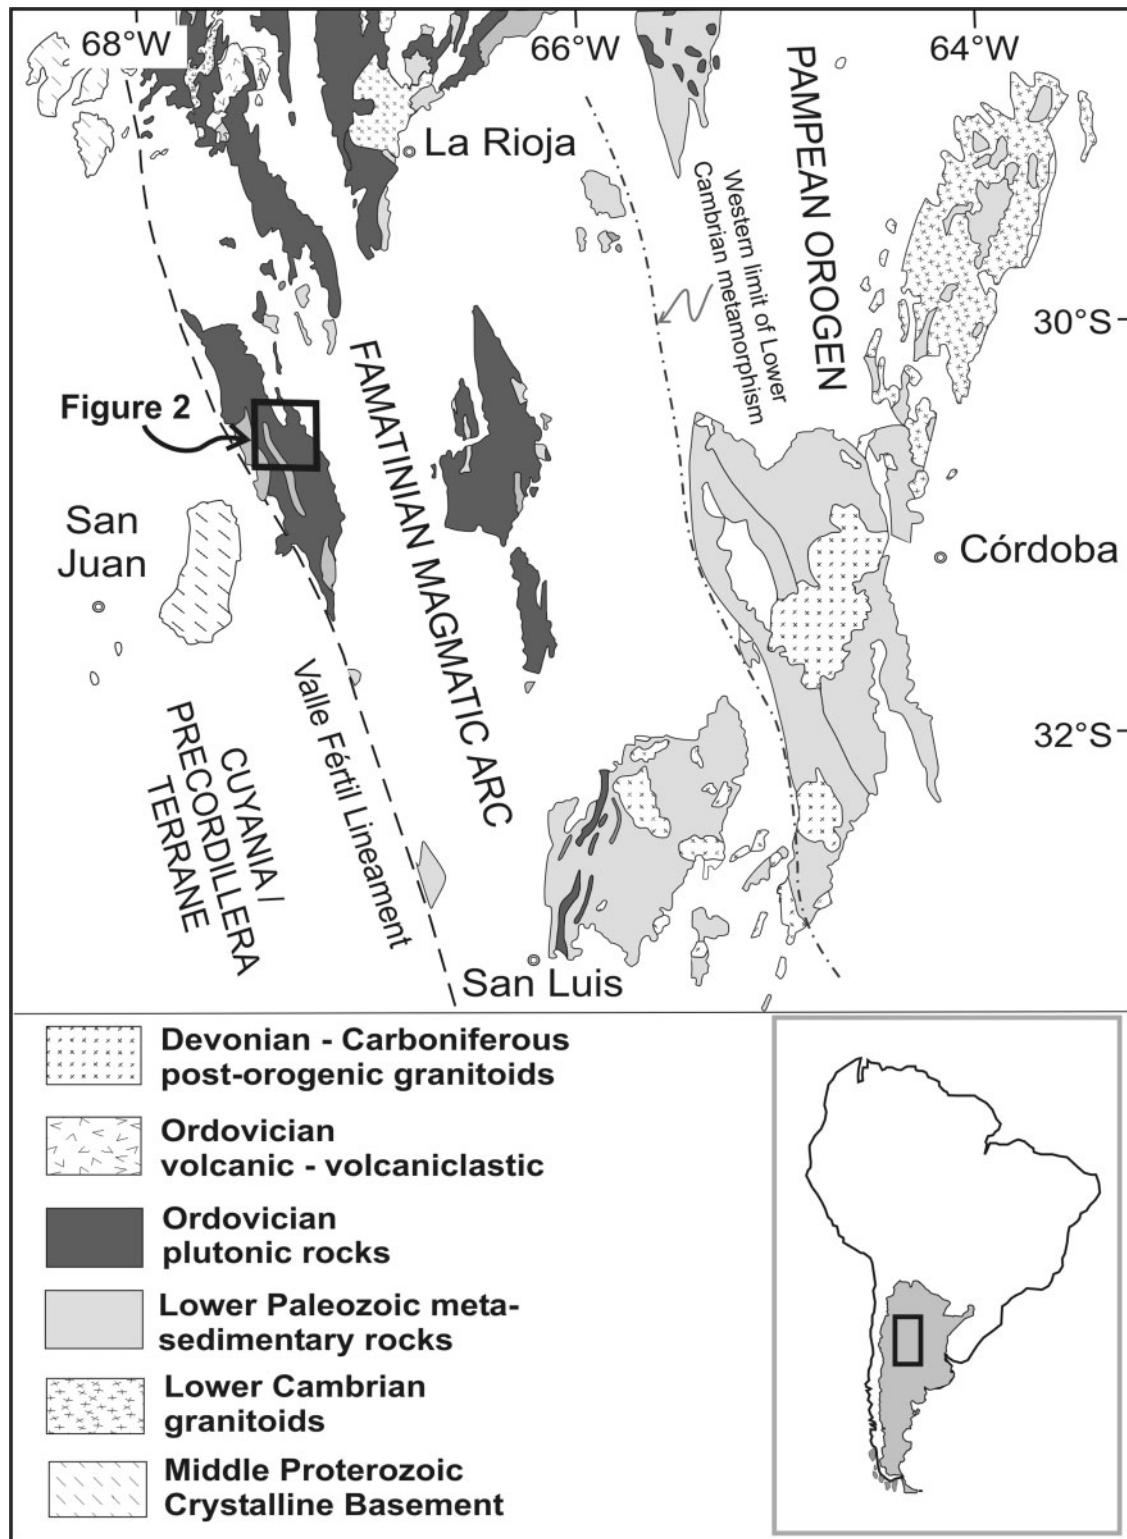 68°W
66°W
64°W
La Rioja
PAMPEAN OROGEN
Western limit of Lower
Cambrian metamorphism
30°S
Figure 2
FAMATINIAN MAGMATIC ARC
San
Juan
Córdoba
Valle Fértil Lineament
32°S
CUYANIA /
PRECORDILLERA
TERRANE
San Luis
Devonian - Carboniferous
post-orogenic granitoids
Ordovician
volcanic - volcaniclastic
Ordovician
plutonic rocks
Lower Paleozoic meta-
sedimentary rocks
Lower Cambrian
granitoids
Middle Proterozoic
Crystalline Basement